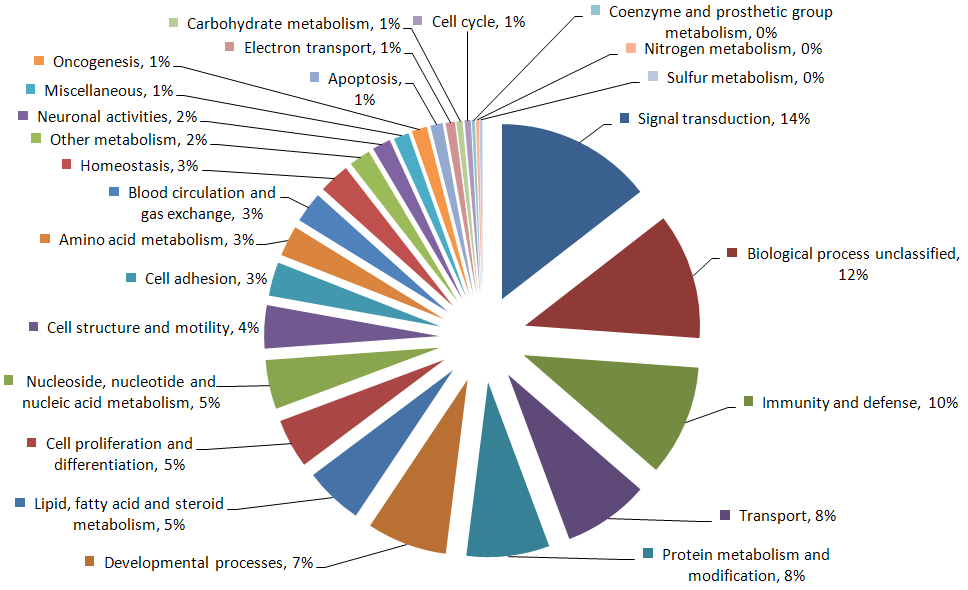 Carbohydrate metabolism, 1%
Cell cycle, 1%
Coenzyme and prosthetic group
metabolism, 0%
Electron transport, 1%
Nitrogen metabolism, 0%
Oncogenesis, 1%
Apoptosis,
1%
Sulfur metabolism, 0%
Miscellaneous, 1%
Neuronal activities, 2%
Signal transduction, 14%
Other metabolism, 2%
Homeostasis, 3%
Blood circulation and
gas exchange, 3%
Amino acid metabolism, 3%
Biological process unclassified,
12%
Cell adhesion, 3%
Cell structure and motility, 4%
Nucleoside, nucleotide and
nucleic acid metabolism, 5%
Immunity and defense, 10%
Cell proliferation and
differentiation, 5%
Lipid, fatty acid and steroid
metabolism, 5%
Transport, 8%
Developmental processes, 7%
Protein metabolism and
modification, 8%